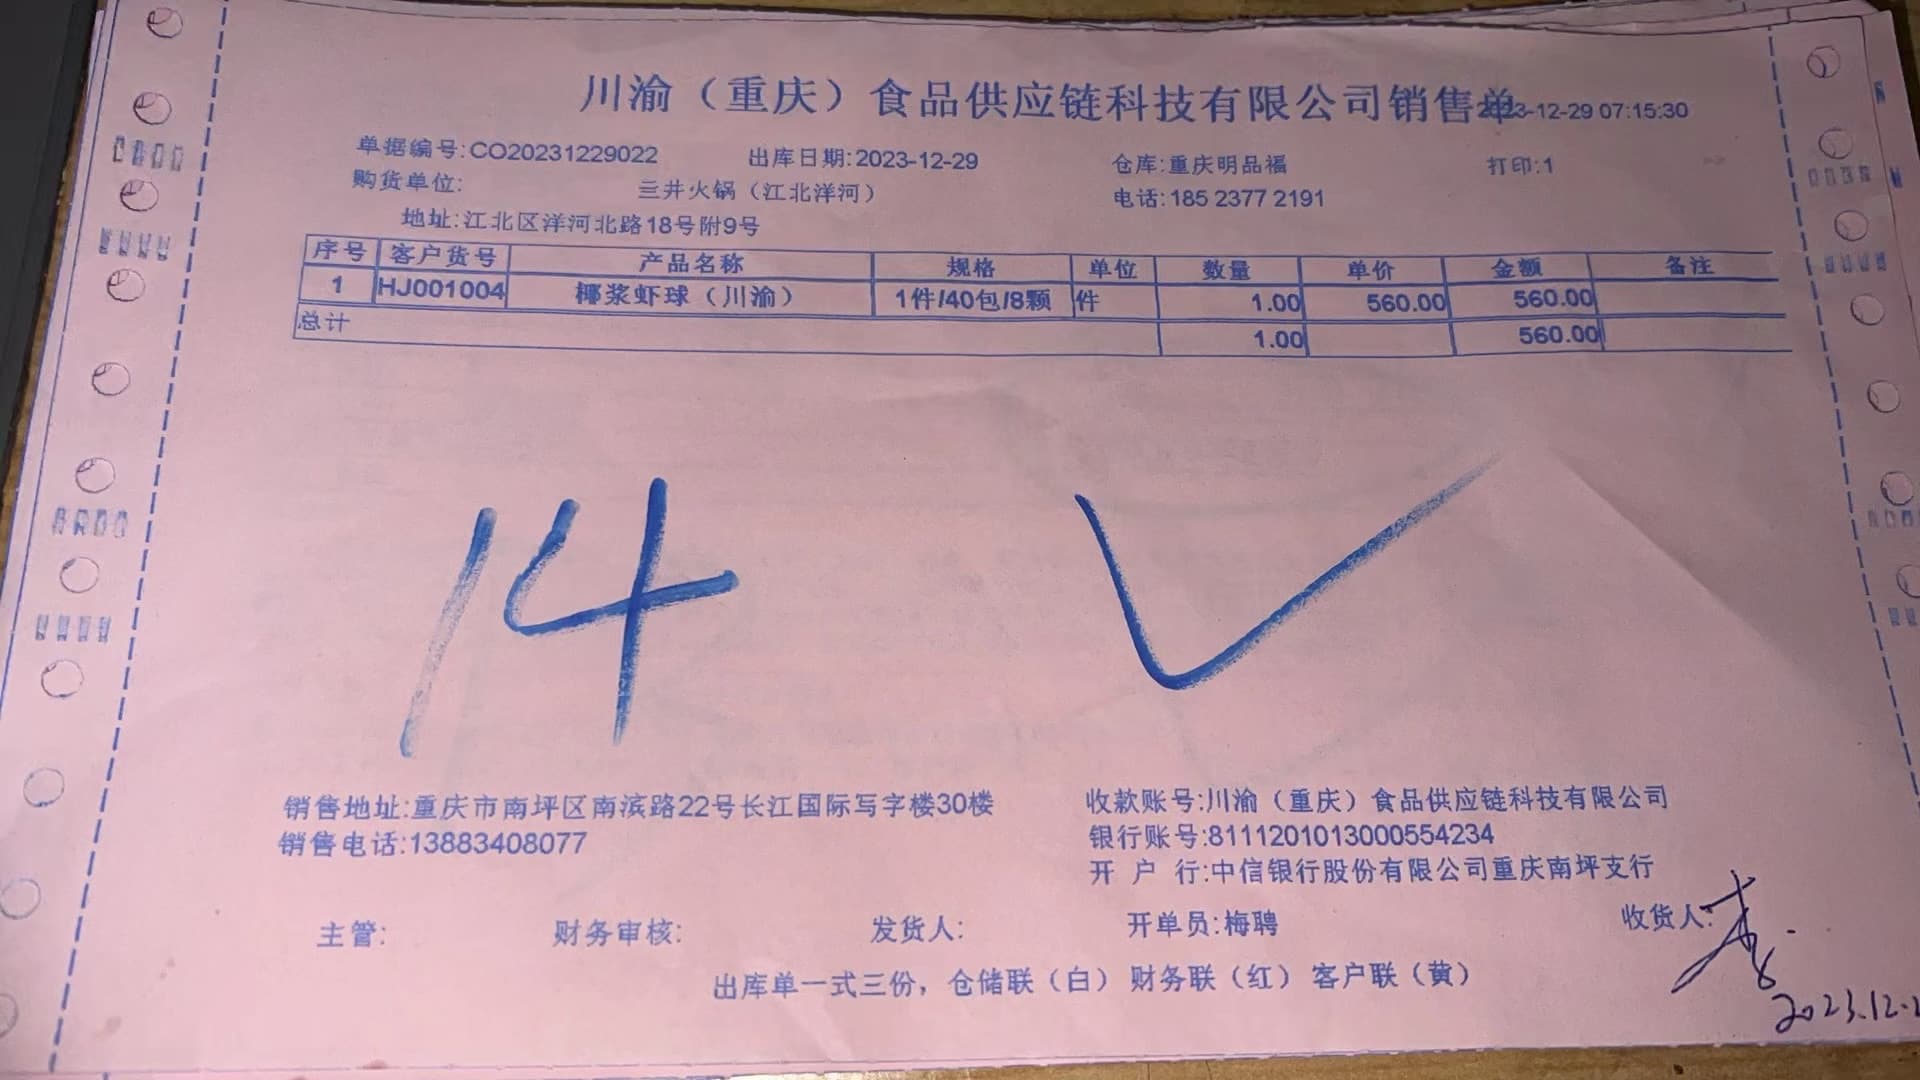 川渝（重庆）食品供应链科技有限公司销售单
2023-12-29 07:15:30
单据编号:CO20231229022 出库日期:2023-12-29 仓库:重庆明品福 打印:1
购货单位: 三井火锅（江北洋河） 电话:185 2377 2191
地址:江北区洋河北路18号附9号
序号 客户货号 产品名称 规格 单位 数量 单价 金额 备注
1 HJ001004 椰浆虾球（川渝） 1件/40包/8颗 件 1.00 560.00 560.00
总计 1.00 560.00
14
销售地址:重庆市南坪区南滨路22号长江国际写字楼30楼 收款账号:川渝（重庆）食品供应链科技有限公司
销售电话:13883408077 银行账号:8111201013000554234
开 户 行:中信银行股份有限公司重庆南坪支行
主管: 财务审核: 发货人: 开单员:梅聘 收货人:
出库单一式三份，仓储联（白）财务联（红）客户联（黄）
2023.12.2